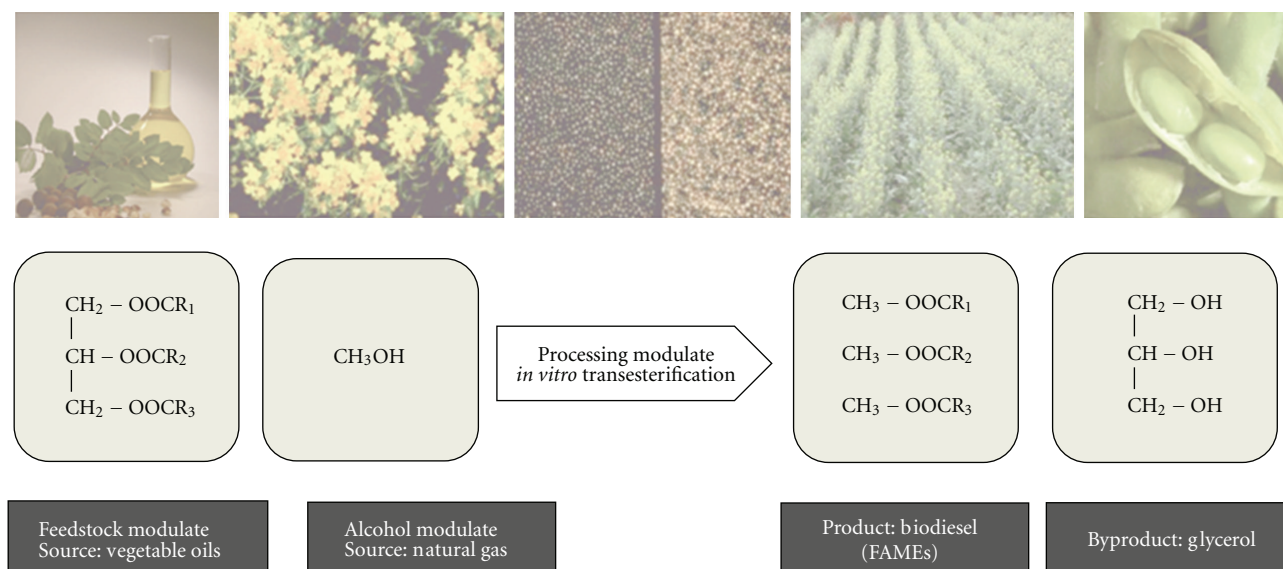 CH₂ – OOCR₁
|
CH – OOCR₂
|
CH₂ – OOCR₃
CH₃OH
Processing modulate
in vitro transesterification
CH₃ – OOCR₁
CH₃ – OOCR₂
CH₃ – OOCR₃
CH₂ – OH
|
CH – OH
|
CH₂ – OH
Feedstock modulate
Source: vegetable oils
Alcohol modulate
Source: natural gas
Product: biodiesel
(FAMEs)
Byproduct: glycerol